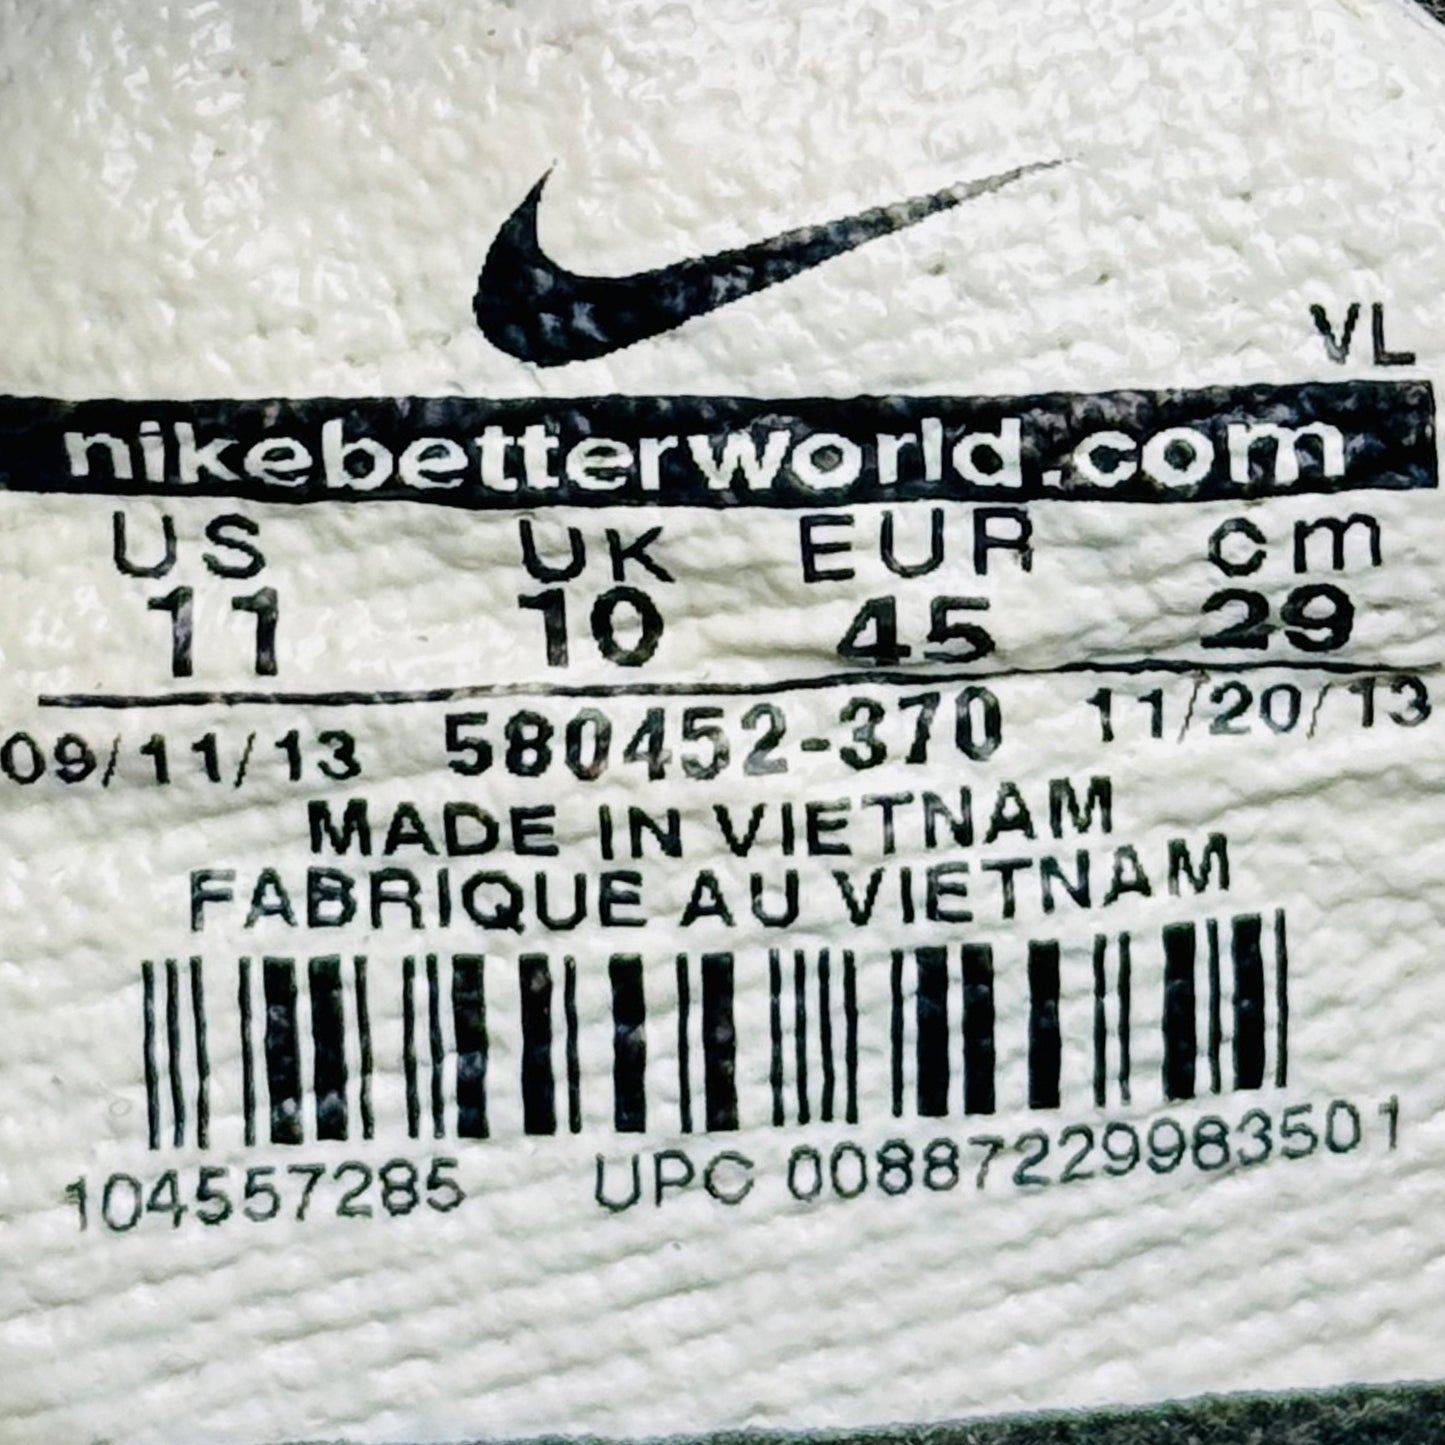 VL
nikebetterworld.com
US UK EUR cm
11 10 45 29
09/11/13 580452-370 11/20/13
MADE IN VIETNAM
FABRIQUE AU VIETNAM
104557285 UPC 00887229983501